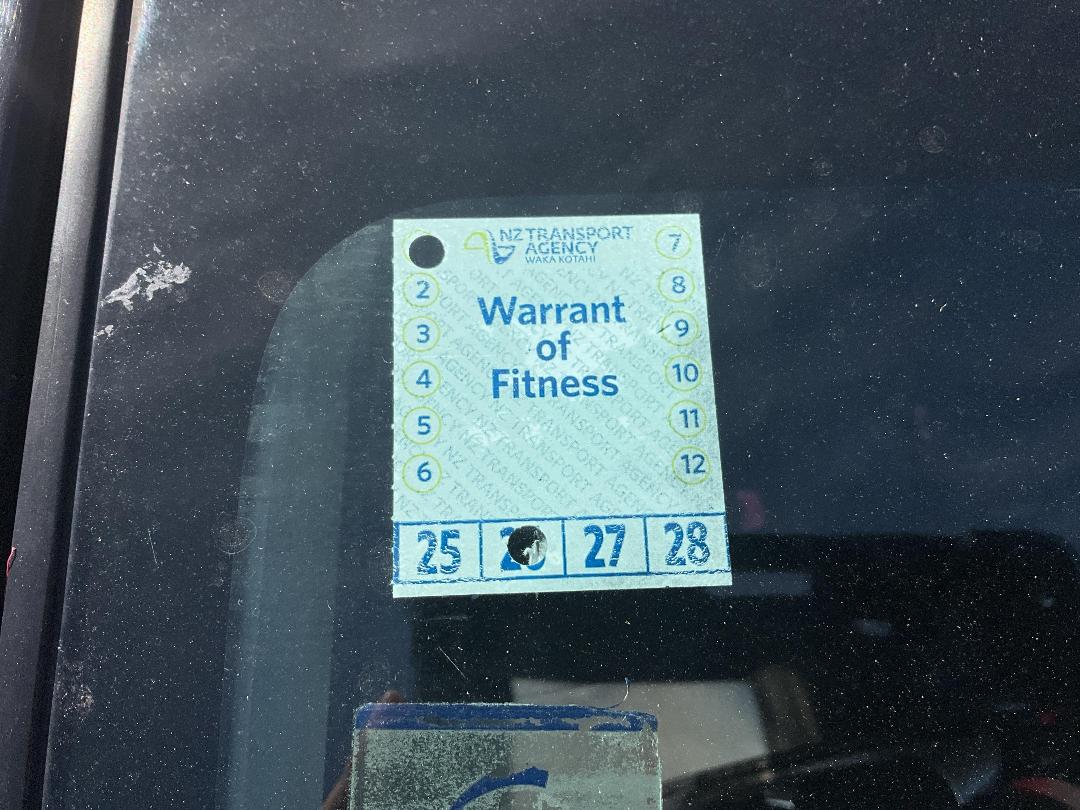 NZ TRANSPORT
AGENCY
WAKA KOTAHI
Warrant
of
Fitness
2
3
4
5
6
7
8
9
10
11
12
25 27 28